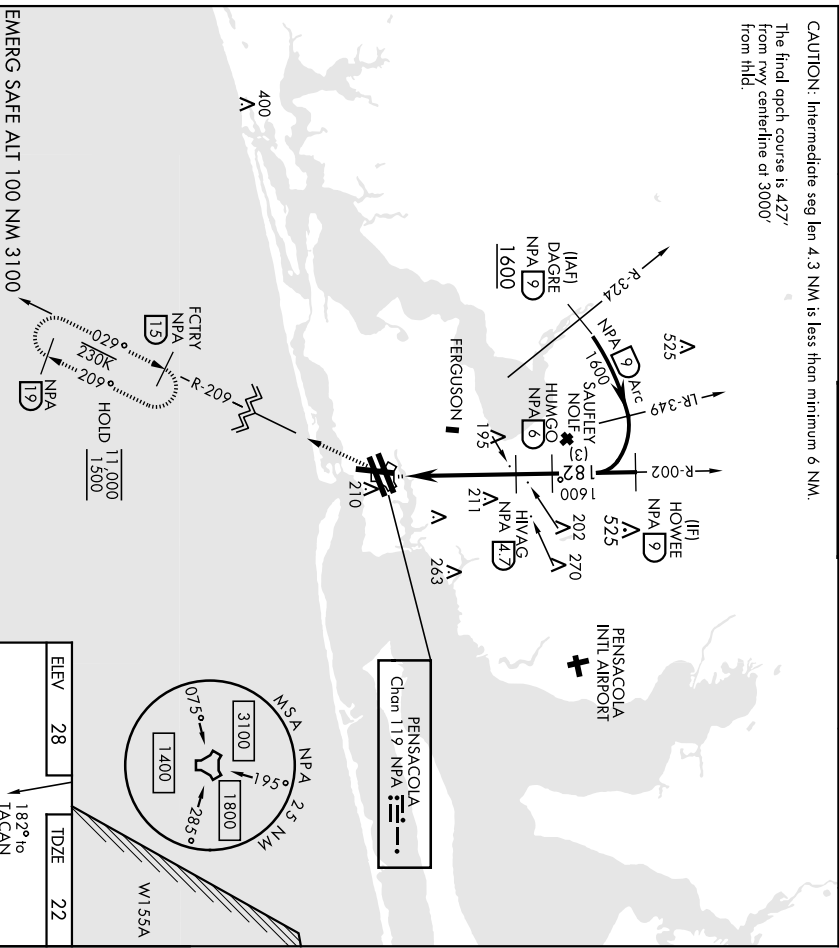 CAUTION: Intermediate seg len 4.3 NM is less than minimum 6 NM.
The final apch course is 427'
from rwy centerline at 3000'
from thld.
400
R-324
(IAF)
DAGRE
NPA 9
1600
NPA 9 Arc
1600
525
LR-349
R-002
SAUFLEY
NOLF
(3)
HUMGO
NPA 6
FERGUSON
195
182°
1600
(IF)
HOWEE
NPA 9
525
202
270
HIVAG
NPA 4.7
211
210
263
PENSACOLA
INTL AIRPORT
PENSACOLA
Chan 119 NPA
R-209
FCTRY
NPA
15
029°
230K
209°
NPA
19
HOLD 11,000
1500
EMERG SAFE ALT 100 NM 3100
MSA NPA 25 NM
3100
195°
1800
075°
1400
285°
W155A
ELEV 28
TDZE 22
182° to
TACAN